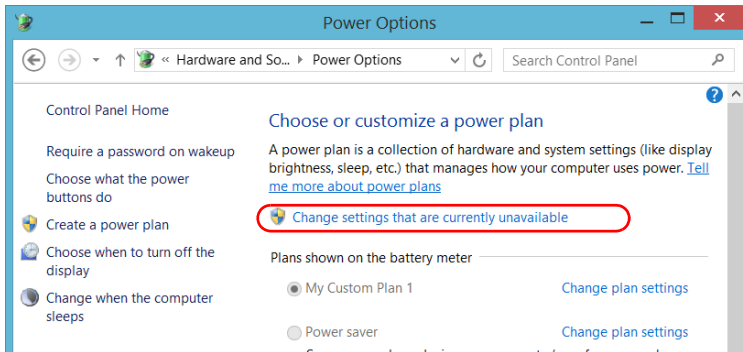 Power Options
« Hardware and So... Power Options
Search Control Panel
Control Panel Home
Require a password on wakeup
Choose what the power
buttons do
Create a power plan
Choose when to turn off the
display
Change when the computer
sleeps
Choose or customize a power plan
A power plan is a collection of hardware and system settings (like display
brightness, sleep, etc.) that manages how your computer uses power. Tell
me more about power plans
Change settings that are currently unavailable
Plans shown on the battery meter
My Custom Plan 1 Change plan settings
Power saver Change plan settings